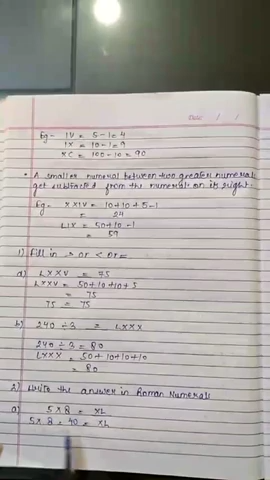 Date / /
Eg- IV = 5-1=4
IX = 10-1=9
XC = 100-10=90
• A smaller numeral between two greater numeral
get subtracted from the numeral on its right.
Eg- XXIV = 10+10+5-1
= 24
LIX = 50+10-1
= 59
1) Fill in > or < or =
a) LXXV = 75
LXXV = 50+10+10+5
= 75
75 = 75
b) 240 ÷ 3 = LXXX
240 ÷ 3 = 80
LXXX = 50+10+10+10
= 80
2) Write the answer in Roman Numerals
a) 5 × 8 = XL
5 × 8 = 40 = XL